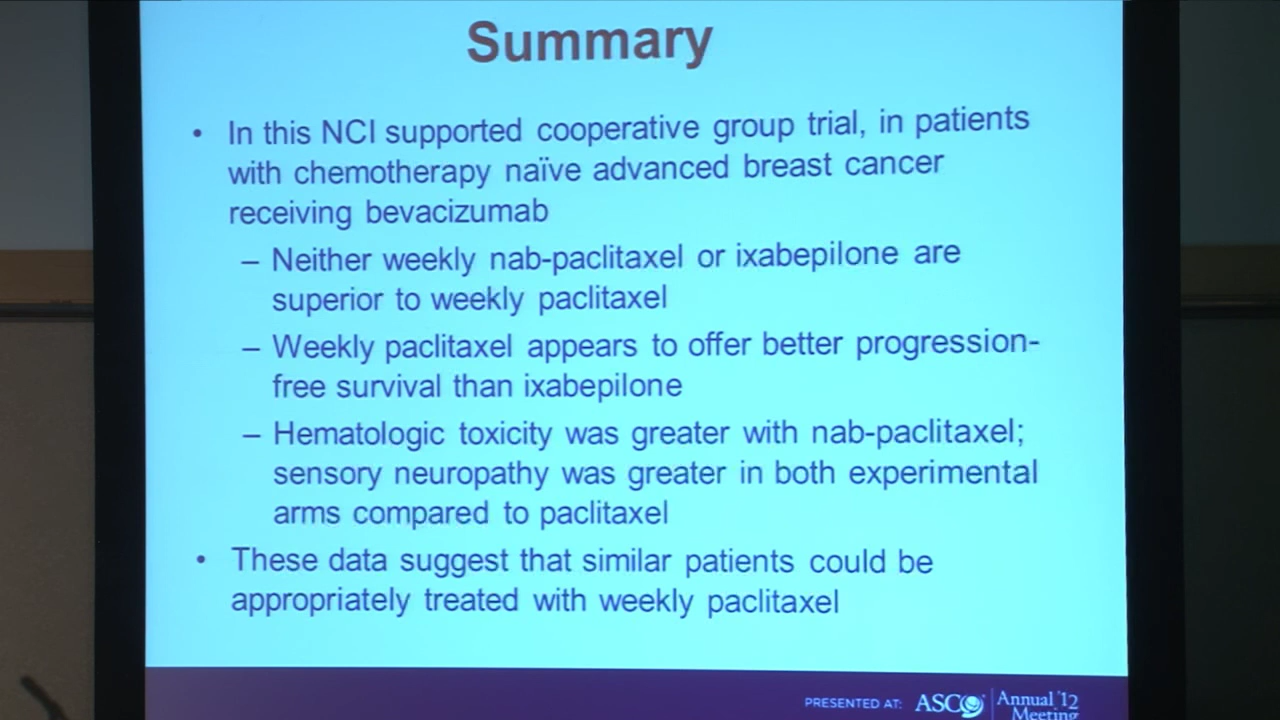 Summary
• In this NCI supported cooperative group trial, in patients
with chemotherapy naïve advanced breast cancer
receiving bevacizumab
– Neither weekly nab-paclitaxel or ixabepilone are
superior to weekly paclitaxel
– Weekly paclitaxel appears to offer better progression-
free survival than ixabepilone
– Hematologic toxicity was greater with nab-paclitaxel;
sensory neuropathy was greater in both experimental
arms compared to paclitaxel
• These data suggest that similar patients could be
appropriately treated with weekly paclitaxel
PRESENTED AT: ASCO Annual '12
Meeting